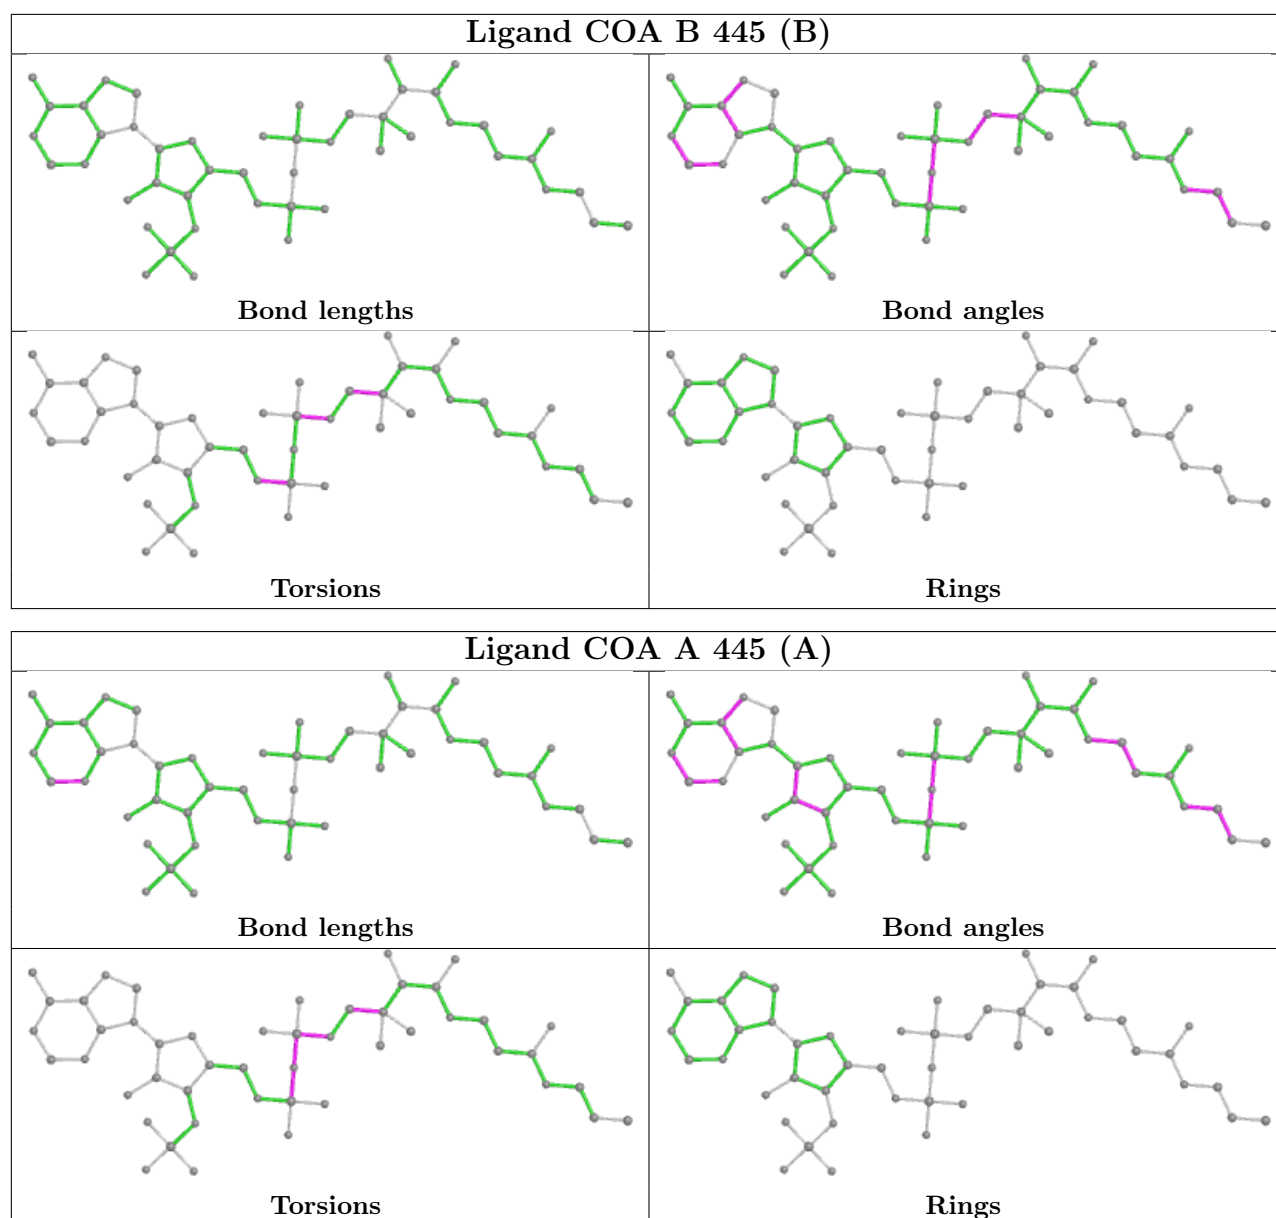 Ligand COA B 445 (B)
Bond lengths
Bond angles
Torsions
Rings
Ligand COA A 445 (A)
Bond lengths
Bond angles
Torsions
Rings